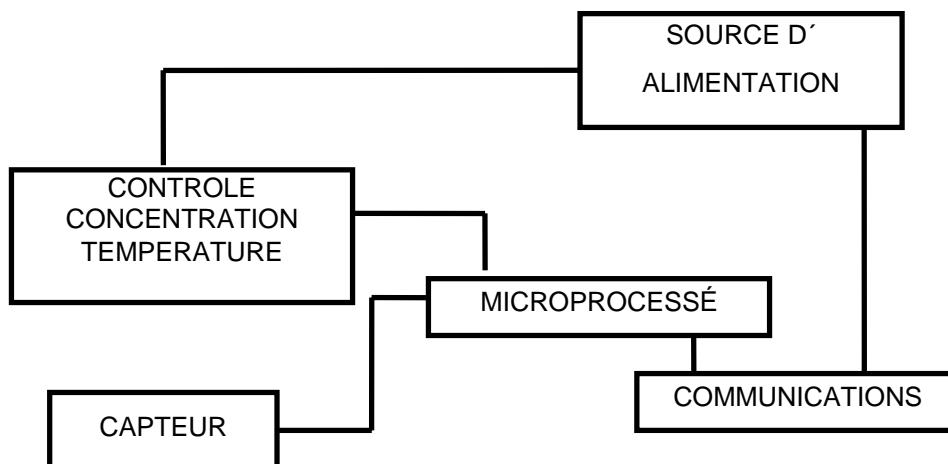 SOURCE D´
ALIMENTATION
CONTROLE
CONCENTRATION
TEMPERATURE
MICROPROCESSÉ
COMMUNICATIONS
CAPTEUR